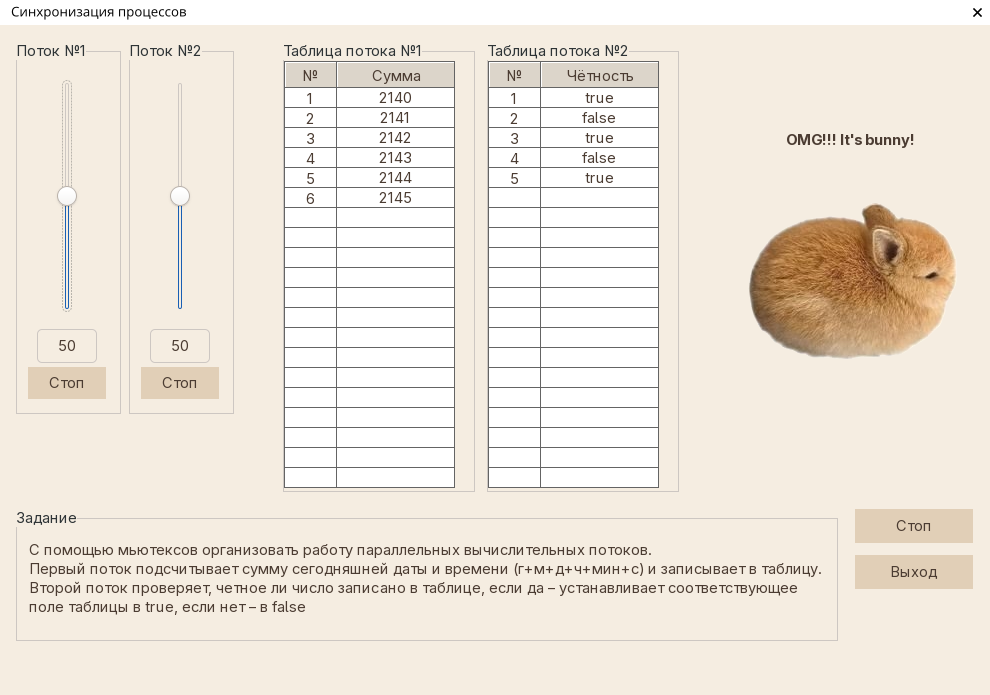 Синхронизация процессов
Поток №1
Поток №2
50
50
Стоп
Стоп
Таблица потока №1
№ Сумма
1 2140
2 2141
3 2142
4 2143
5 2144
6 2145
Таблица потока №2
№ Чётность
1 true
2 false
3 true
4 false
5 true
OMG!!! It's bunny!
Задание
С помощью мьютексов организовать работу параллельных вычислительных потоков.
Первый поток подсчитывает сумму сегодняшней даты и времени (г+м+д+ч+мин+с) и записывает в таблицу.
Второй поток проверяет, четное ли число записано в таблице, если да – устанавливает соответствующее
поле таблицы в true, если нет – в false
Стоп
Выход